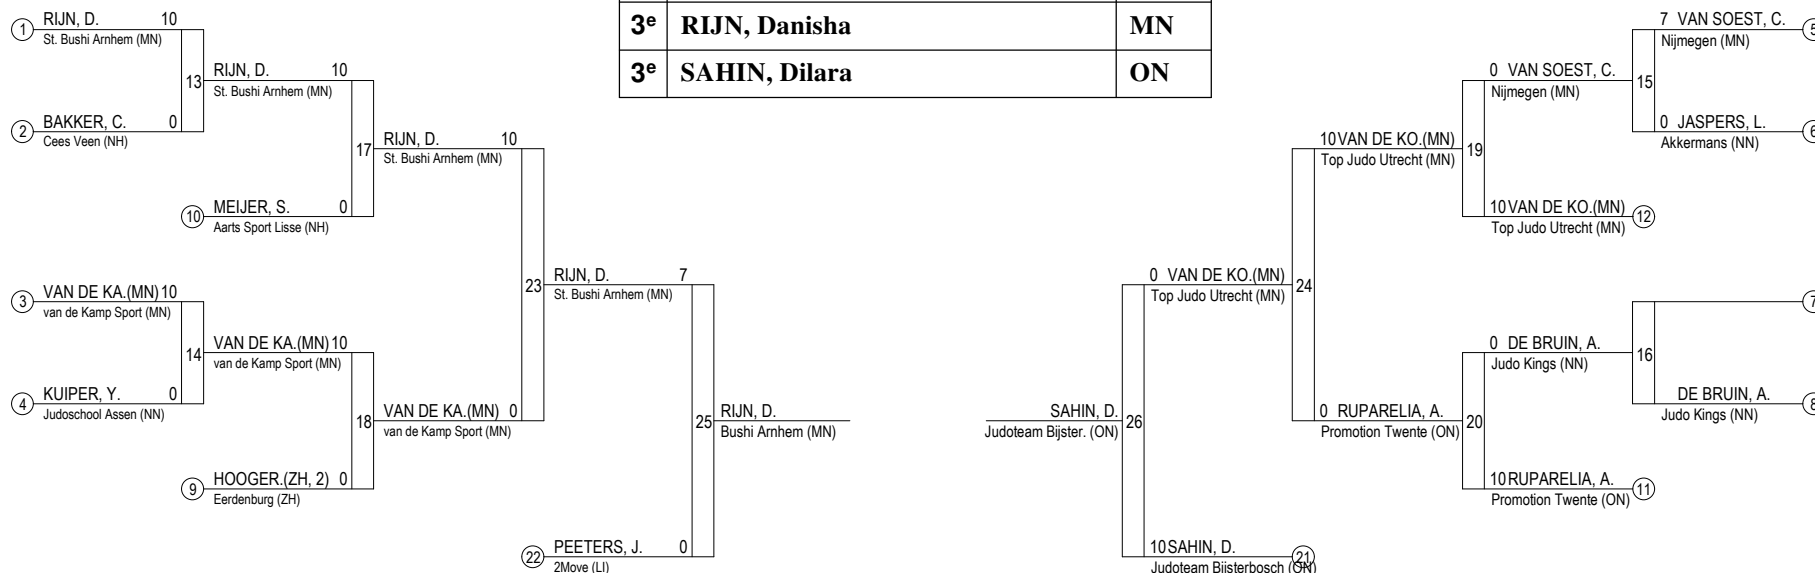 3e RIJN, Danisha MN
3e SAHIN, Dilara ON
1 RIJN, D. 10
St. Bushi Arnhem (MN)
13
2 BAKKER, C. 0
Cees Veen (NH)
RIJN, D. 10
St. Bushi Arnhem (MN)
17
10 MEIJER, S. 0
Aarts Sport Lisse (NH)
RIJN, D. 10
St. Bushi Arnhem (MN)
3 VAN DE KA.(MN) 10
van de Kamp Sport (MN)
14
4 KUIPER, Y. 0
Judoschool Assen (NN)
VAN DE KA.(MN) 10
van de Kamp Sport (MN)
18
9 HOOGER.(ZH, 2) 0
Eerdenburg (ZH)
VAN DE KA.(MN) 0
van de Kamp Sport (MN)
23
RIJN, D. 7
St. Bushi Arnhem (MN)
25
22 PEETERS, J. 0
2Move (LI)
RIJN, D.
Bushi Arnhem (MN)
7 VAN SOEST, C. 5
Nijmegen (MN)
15
0 JASPERS, L. 6
Akkermans (NN)
0 VAN SOEST, C.
Nijmegen (MN)
19
10 VAN DE KO.(MN) 12
Top Judo Utrecht (MN)
10 VAN DE KO.(MN)
Top Judo Utrecht (MN)
7
16
DE BRUIN, A. 8
Judo Kings (NN)
0 DE BRUIN, A.
Judo Kings (NN)
20
10 RUPARELIA, A. 11
Promotion Twente (ON)
0 RUPARELIA, A.
Promotion Twente (ON)
24
0 VAN DE KO.(MN)
Top Judo Utrecht (MN)
26
10 SAHIN, D. 21
Judoteam Bijsterbosch (ON)
SAHIN, D.
Judoteam Bijster. (ON)